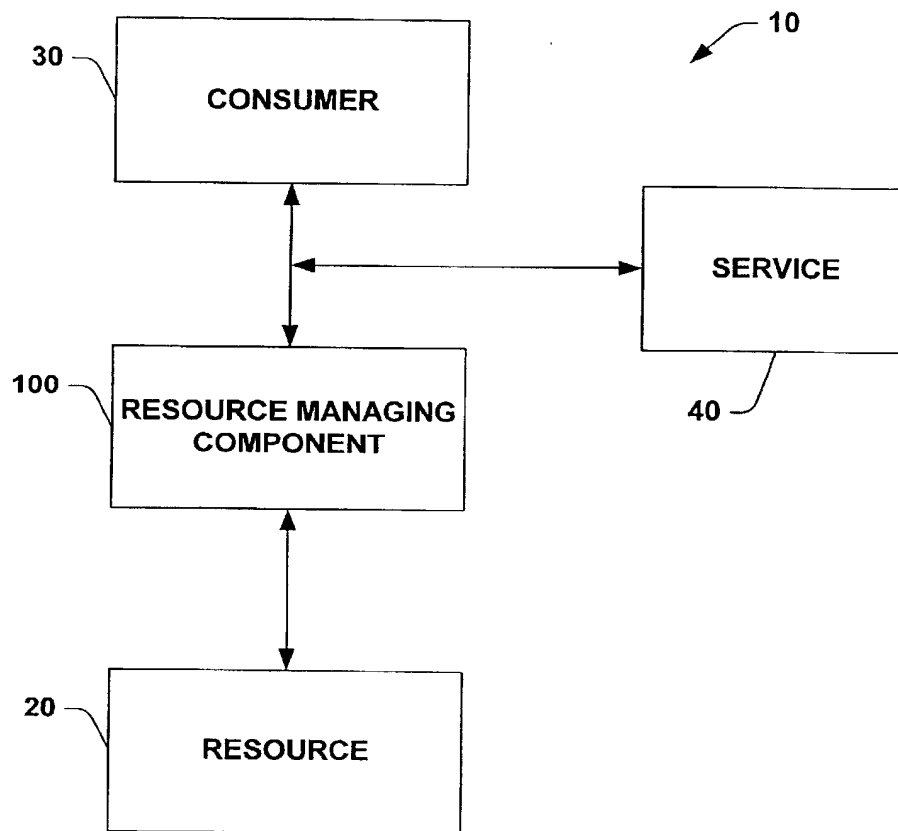 10
30
CONSUMER
SERVICE
40
100
RESOURCE MANAGING
COMPONENT
20
RESOURCE